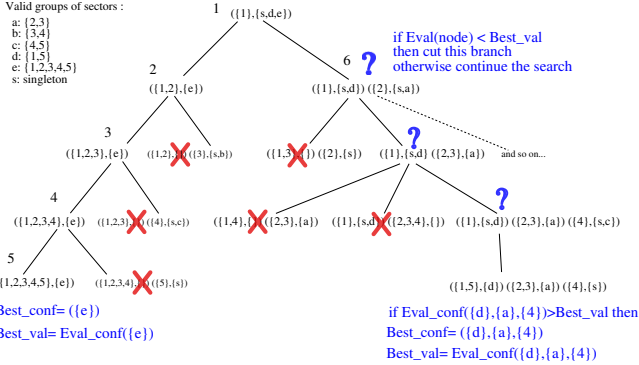 Valid groups of sectors :
a: {2,3}
b: {3,4}
c: {4,5}
d: {1,5}
e: {1,2,3,4,5}
s: singleton
1
({1},{s,d,e})
if Eval(node) < Best_val
then cut this branch
otherwise continue the search
6
?
2
({1,2},{e})
({1},{s,d}) ({2},{s,a})
3
?
({1,2,3},{e})
({1,2},{}) ({3},{s,b})
({1,3},{}) ({2},{s})
({1},{s,d}) ({2,3},{a})
and so on...
4
?
({1,2,3,4},{e})
({1,2,3},{}) ({4},{s,c})
({1,4},{}) ({2,3},{a})
({1},{s,d}) ({2,3,4},{})
({1},{s,d}) ({2,3},{a}) ({4},{s,c})
5
{1,2,3,4,5},{e})
({1,2,3,4},{}) ({5},{s})
({1,5},{d}) ({2,3},{a}) ({4},{s})
Best_conf= ({e})
Best_val= Eval_conf({e})
if Eval_conf({d},{a},{4})>Best_val then
Best_conf= ({d},{a},{4})
Best_val= Eval_conf({d},{a},{4})